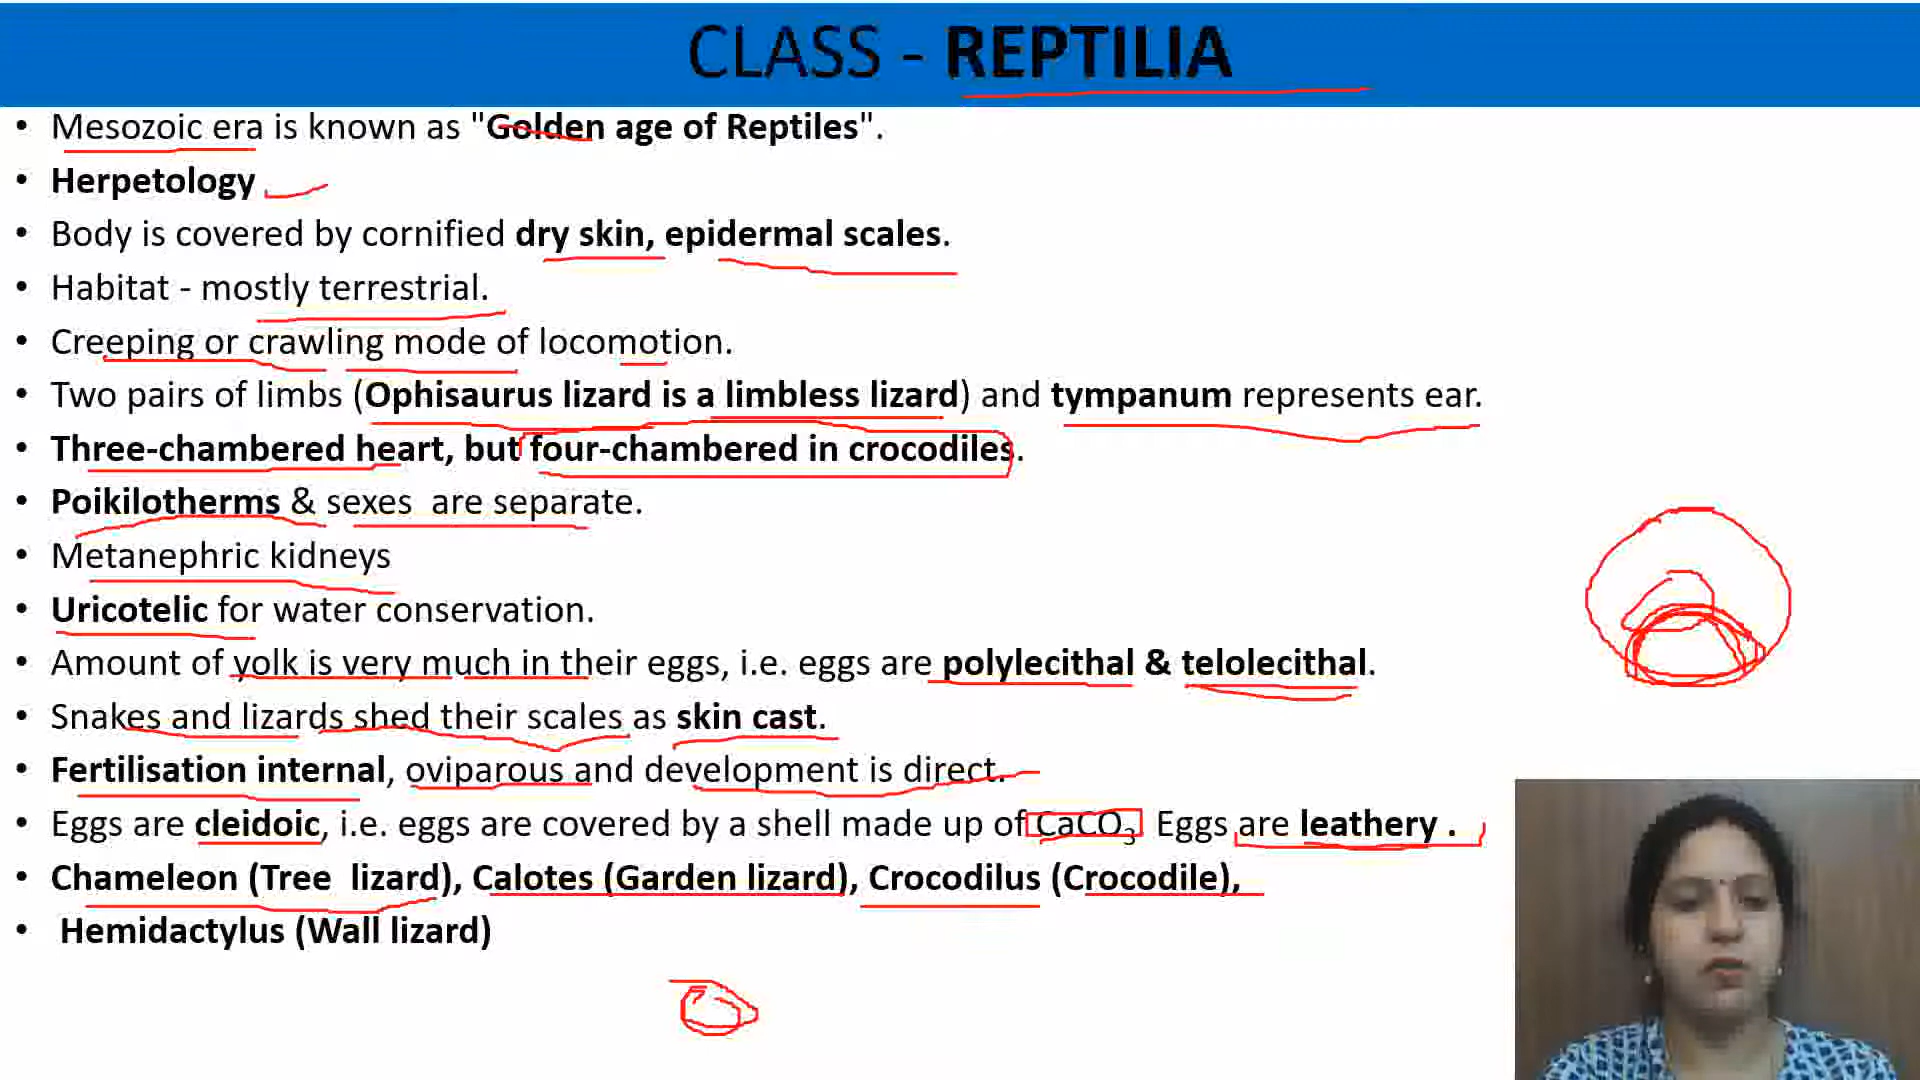 CLASS - REPTILIA
• Mesozoic era is known as "Golden age of Reptiles".
• Herpetology
• Body is covered by cornified dry skin, epidermal scales.
• Habitat - mostly terrestrial.
• Creeping or crawling mode of locomotion.
• Two pairs of limbs (Ophisaurus lizard is a limbless lizard) and tympanum represents ear.
• Three-chambered heart, but four-chambered in crocodiles.
• Poikilotherms & sexes are separate.
• Metanephric kidneys
• Uricotelic for water conservation.
• Amount of yolk is very much in their eggs, i.e. eggs are polylecithal & telolecithal.
• Snakes and lizards shed their scales as skin cast.
• Fertilisation internal, oviparous and development is direct.
• Eggs are cleidoic, i.e. eggs are covered by a shell made up of CaCO₃ Eggs are leathery .
• Chameleon (Tree lizard), Calotes (Garden lizard), Crocodilus (Crocodile),
• Hemidactylus (Wall lizard)